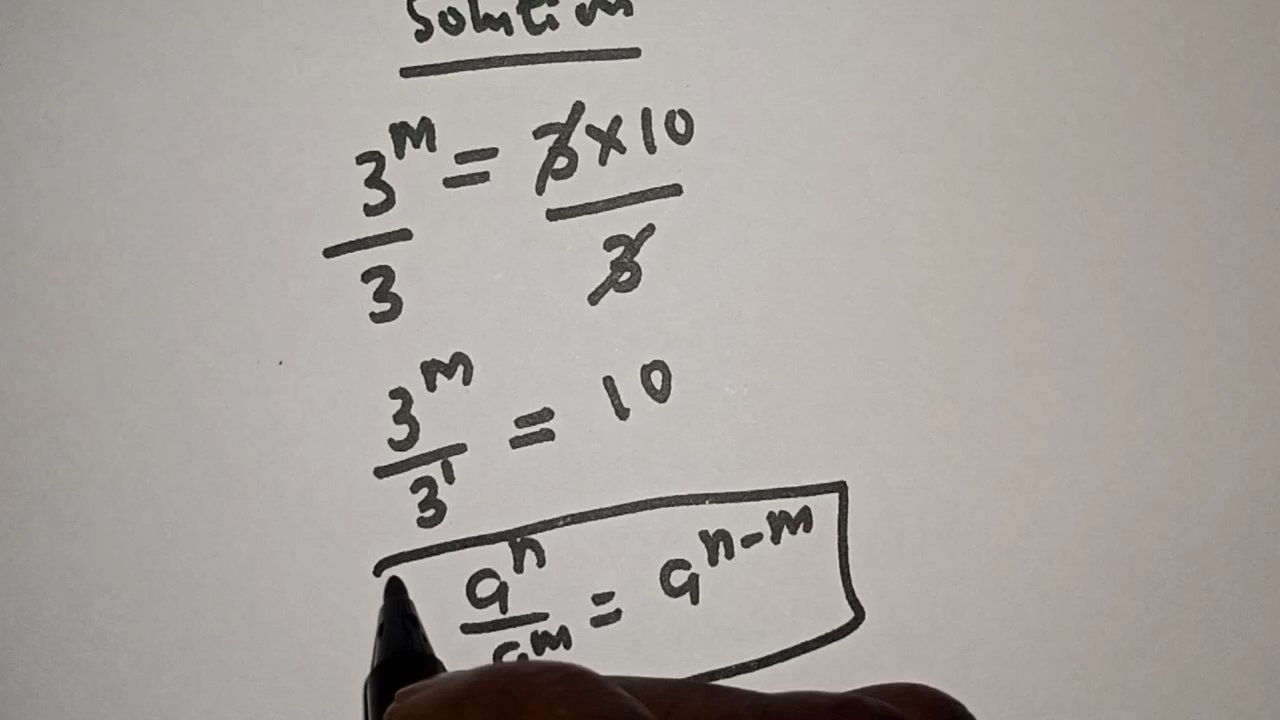 Solution
3^m/3 = 3×10/3
3^m/3^1 = 10
a^n/a^m = a^(n-m)